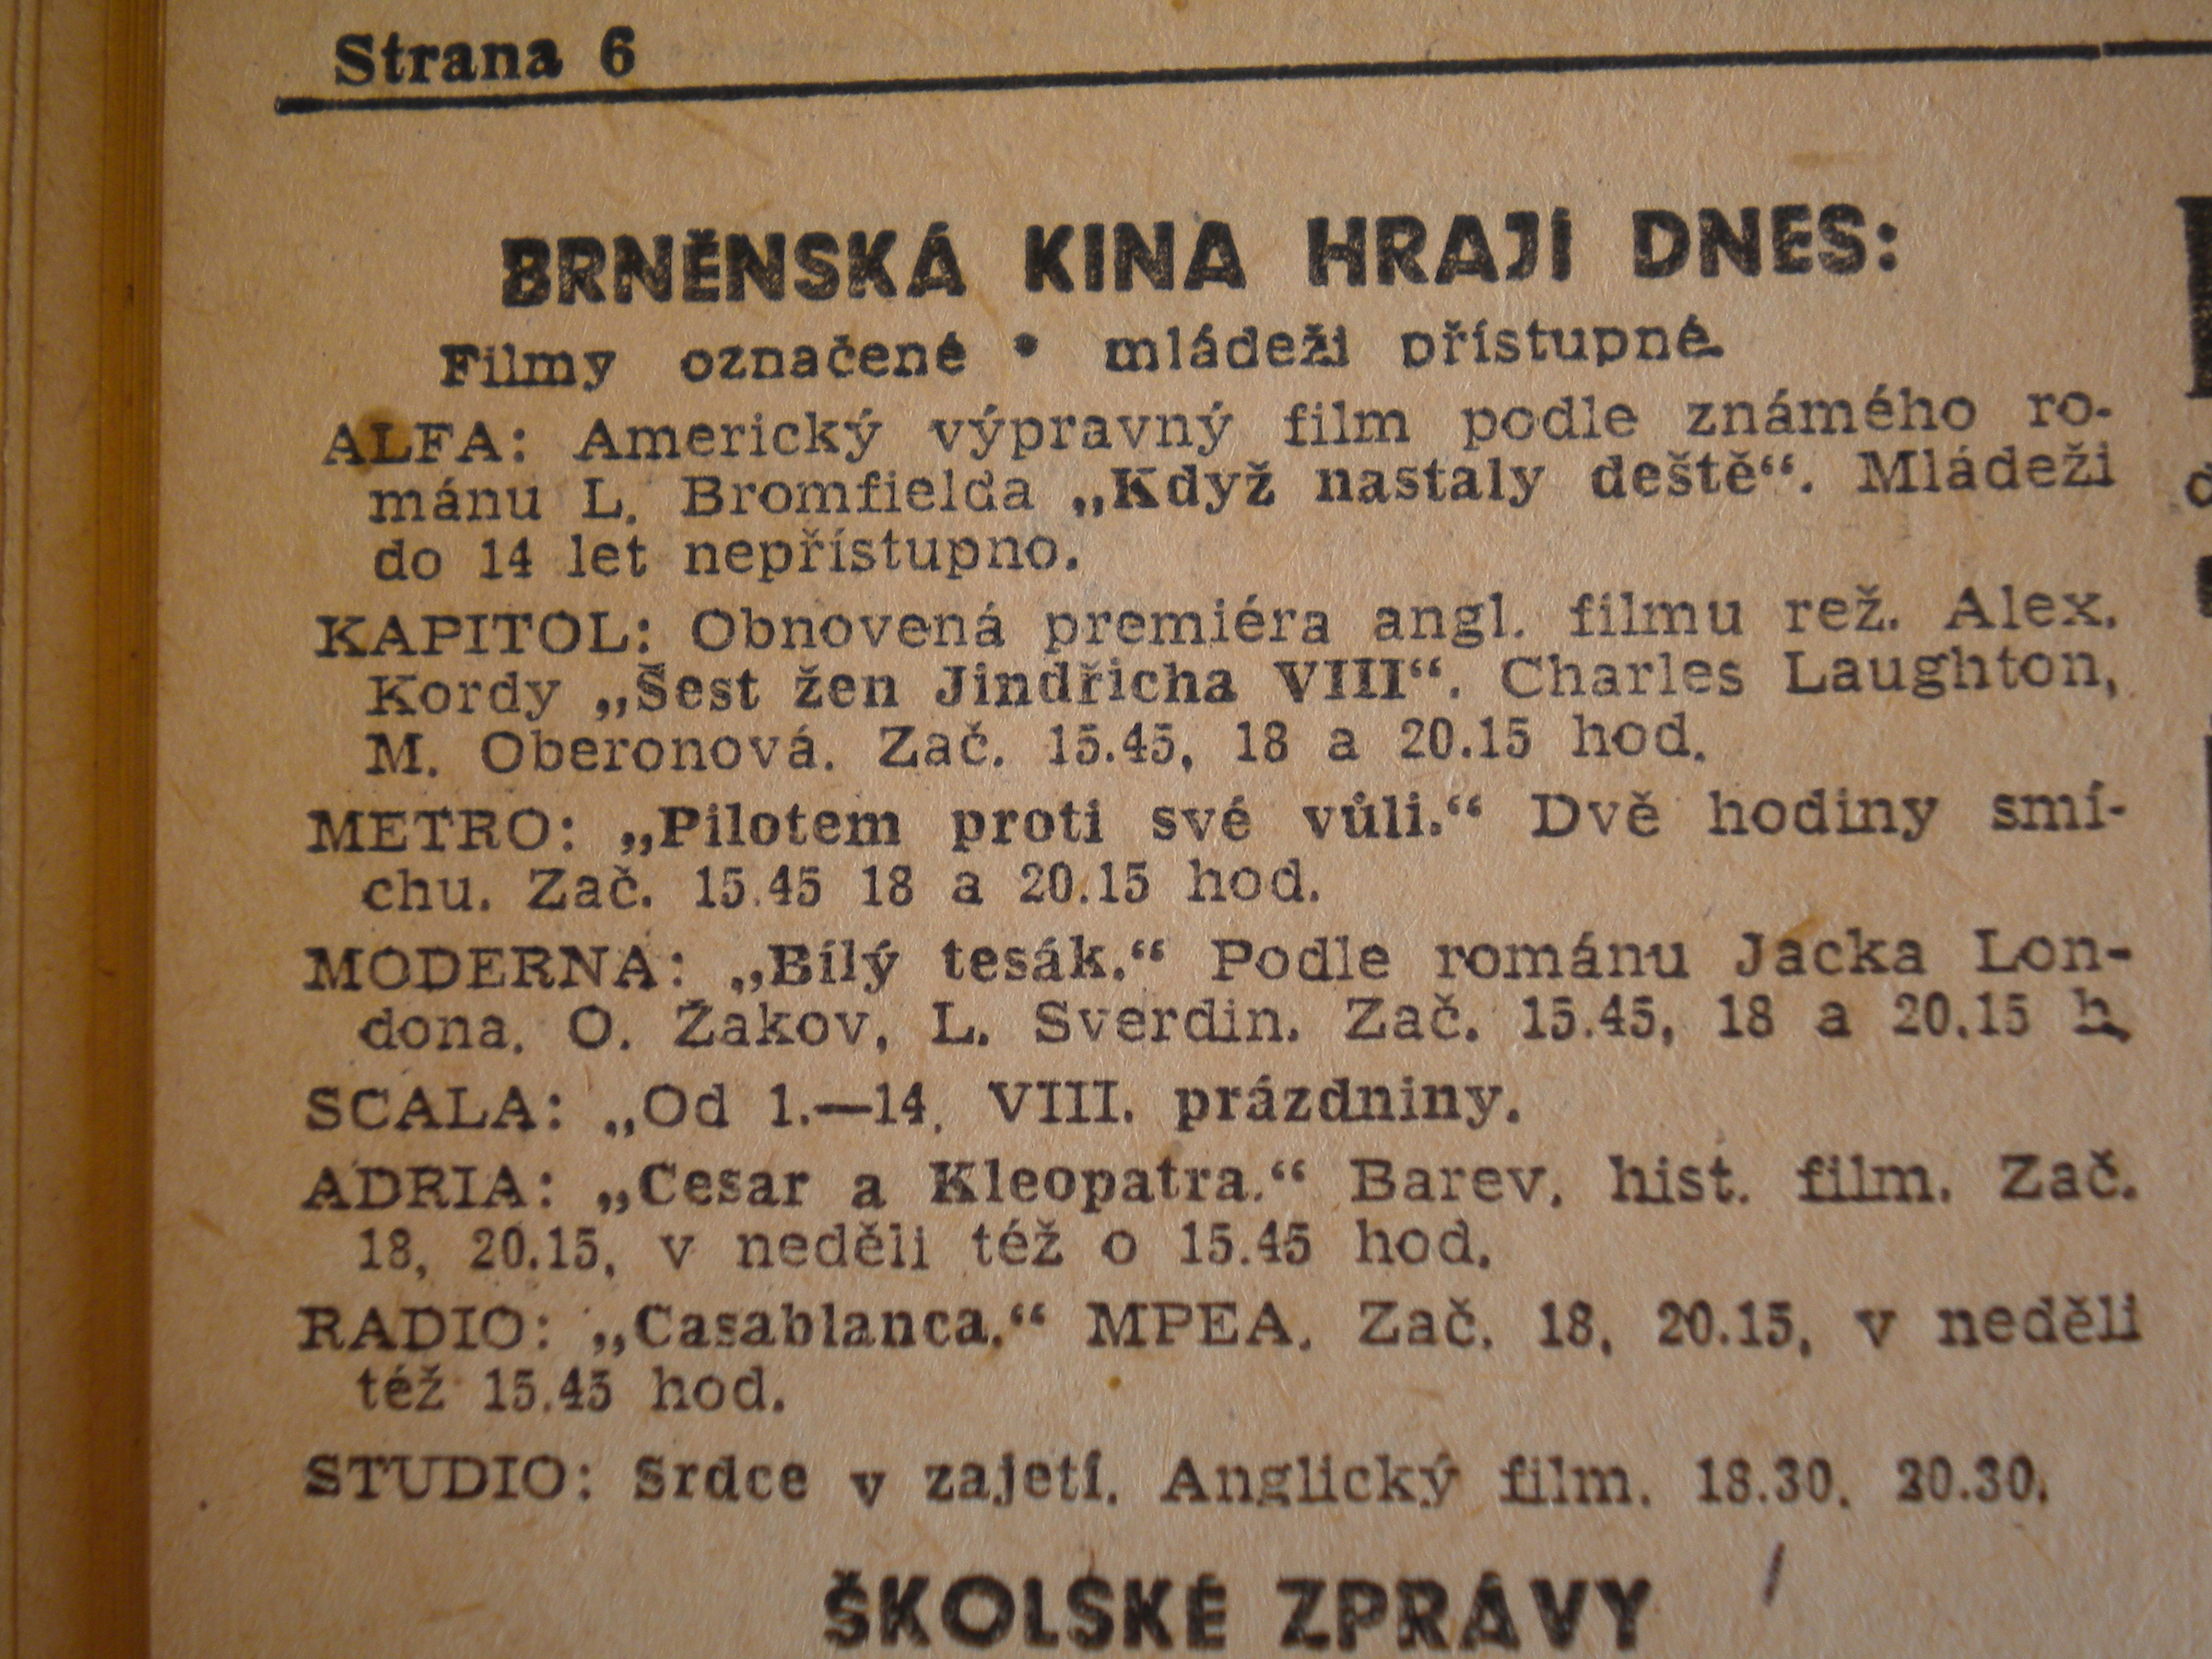 Strana 6
BRNĚNSKÁ KINA HRAJÍ DNES:
Filmy označené • mládeži přístupné.
ALFA: Americký výpravný film podle známého ro-
mánu L. Bromfielda „Když nastaly deště“. Mládeži
do 14 let nepřístupno.
KAPITOL: Obnovená premiéra angl. filmu rež. Alex.
Kordy „Šest žen Jindřicha VIII“. Charles Laughton,
M. Oberonová. Zač. 15.45, 18 a 20.15 hod.
METRO: „Pilotem proti své vůli.“ Dvě hodiny smí-
chu. Zač. 15.45 18 a 20.15 hod.
MODERNA: „Bílý tesák.“ Podle románu Jacka Lon-
dona. O. Žakov, L. Sverdin. Zač. 15.45, 18 a 20.15 h.
SCALA: „Od 1.—14. VIII. prázdniny.
ADRIA: „Cesar a Kleopatra.“ Barev. hist. film. Zač.
18, 20.15, v neděli též o 15.45 hod.
RADIO: „Casablanca.“ MPEA. Zač. 18, 20.15, v neděli
též 15.45 hod.
STUDIO: Srdce v zajetí. Anglický film. 18.30. 20.30.
ŠKOLSKÉ ZPRÁVY